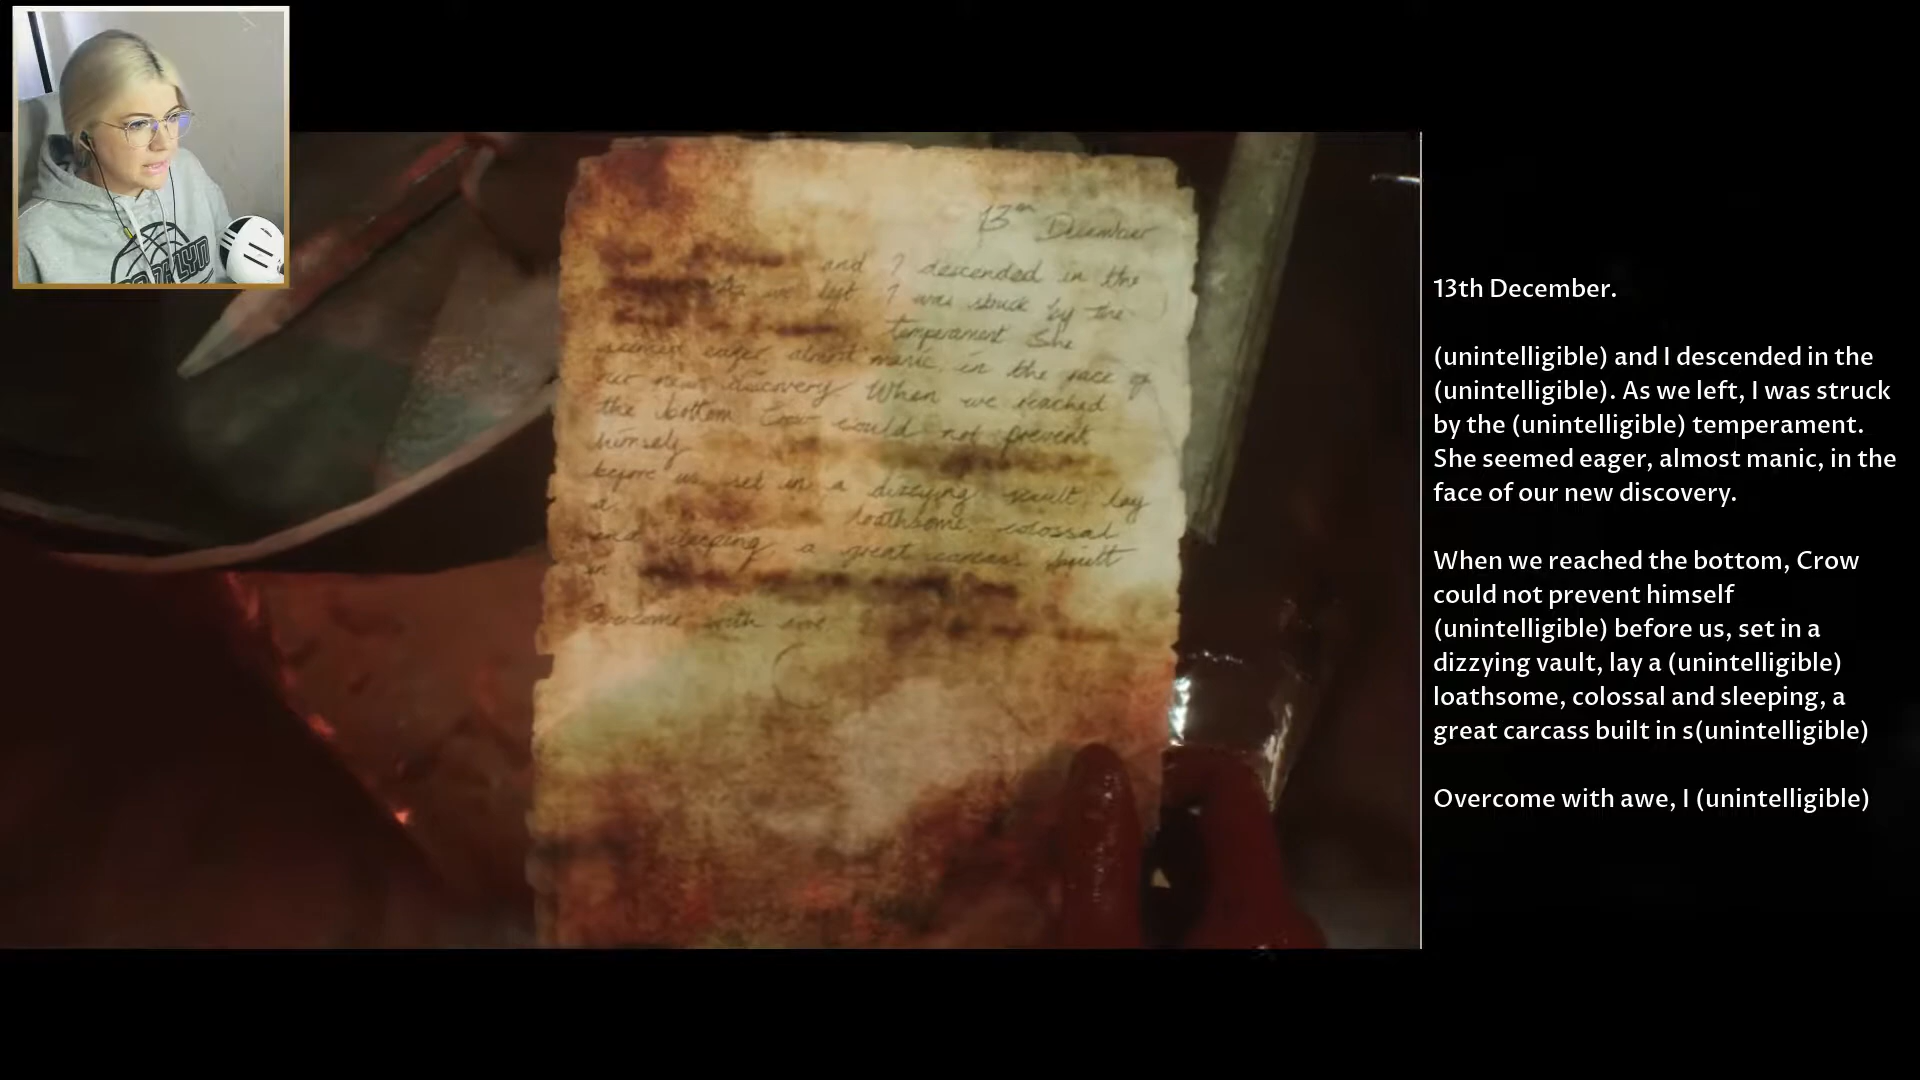 13th December
and I descended in the
As we left I was struck by the
temperament She
seemed eager almost manic, in the face of
our new discovery When we reached
the bottom Crow could not prevent
himself
before us set in a dizzying vault lay
a loathsome, colossal
and sleeping a great carcass built
in
Overcome with awe
13th December.
(unintelligible) and I descended in the
(unintelligible). As we left, I was struck
by the (unintelligible) temperament.
She seemed eager, almost manic, in the
face of our new discovery.
When we reached the bottom, Crow
could not prevent himself
(unintelligible) before us, set in a
dizzying vault, lay a (unintelligible)
loathsome, colossal and sleeping, a
great carcass built in s(unintelligible)
Overcome with awe, I (unintelligible)